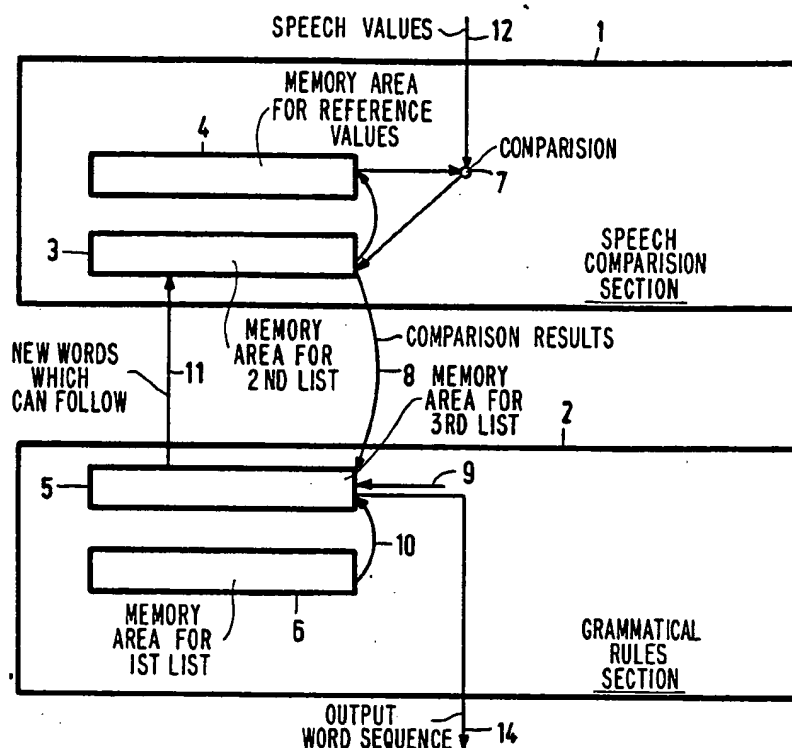 SPEECH VALUES
12
1
MEMORY AREA
FOR REFERENCE
VALUES
4
COMPARISION
7
3
SPEECH
COMPARISION
SECTION
MEMORY
AREA FOR
2ND LIST
COMPARISON RESULTS
NEW WORDS
WHICH
CAN FOLLOW
11
8
MEMORY
AREA FOR
3RD LIST
2
5
9
10
MEMORY
AREA FOR
1ST LIST
6
GRAMMATICAL
RULES
SECTION
OUTPUT
WORD SEQUENCE
14